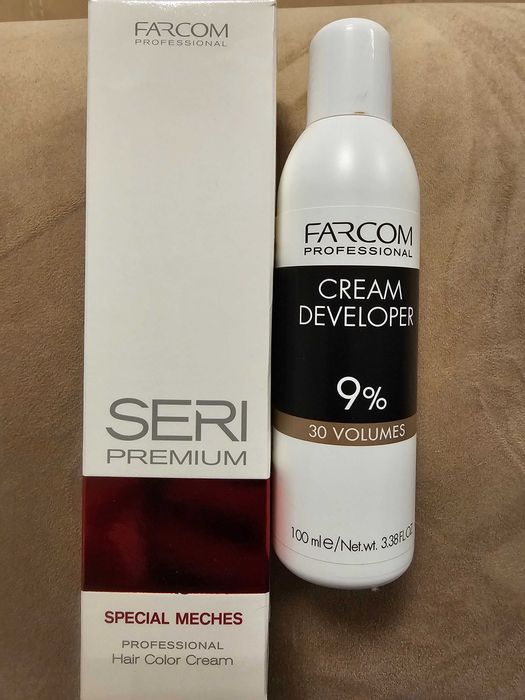 FARCOM
PROFESSIONAL
SERI
PREMIUM
SPECIAL MECHES
PROFESSIONAL
Hair Color Cream
FARCOM
PROFESSIONAL
CREAM
DEVELOPER
9%
30 VOLUMES
100 ml e/Net.wt. 3.38 FL.OZ